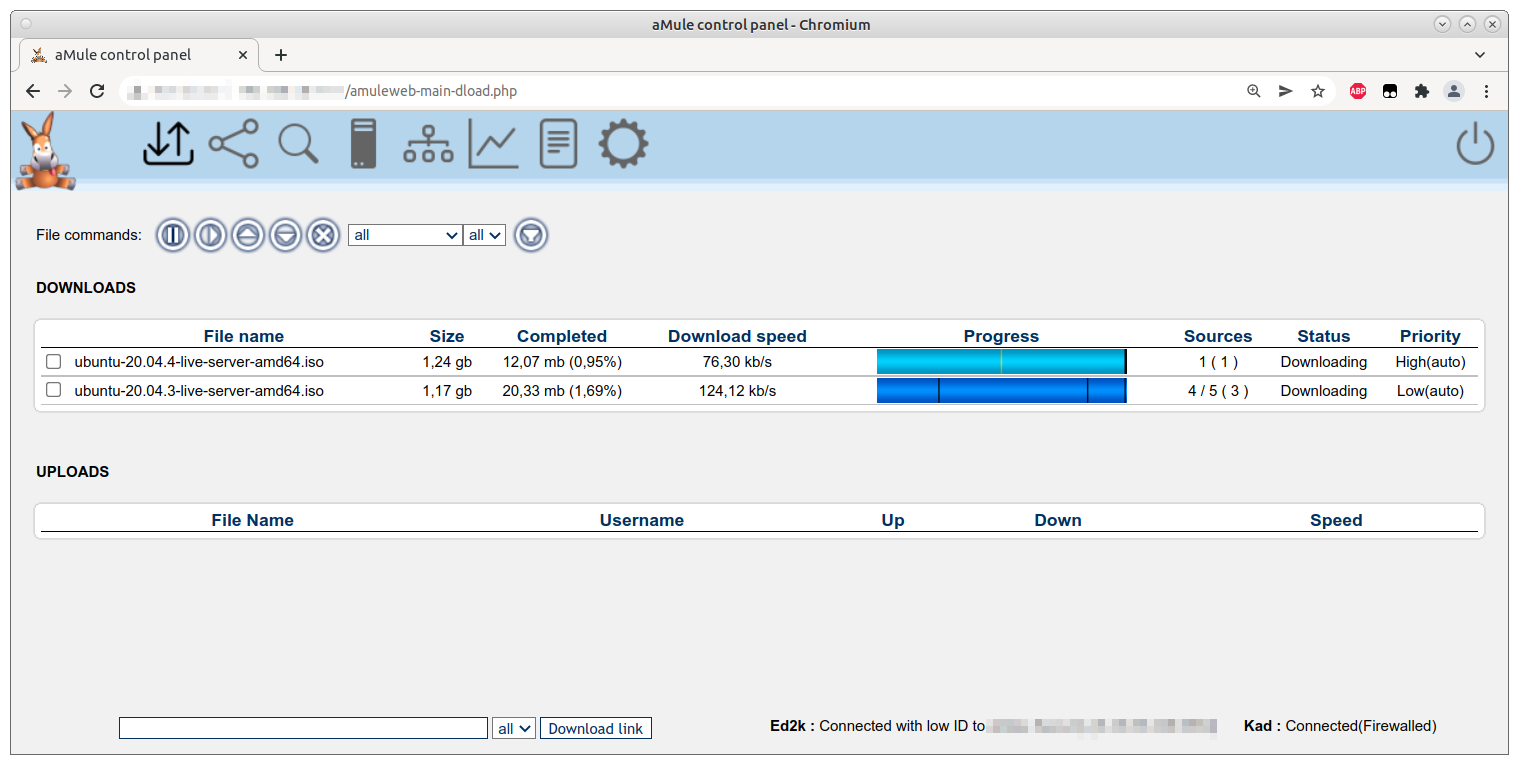 aMule control panel - Chromium
aMule control panel
/amuleweb-main-dload.php
ABP
File commands: all all
DOWNLOADS
File name Size Completed Download speed Progress Sources Status Priority
ubuntu-20.04.4-live-server-amd64.iso 1,24 gb 12,07 mb (0,95%) 76,30 kb/s 1 ( 1 ) Downloading High(auto)
ubuntu-20.04.3-live-server-amd64.iso 1,17 gb 20,33 mb (1,69%) 124,12 kb/s 4 / 5 ( 3 ) Downloading Low(auto)
UPLOADS
File Name Username Up Down Speed
all Download link Ed2k : Connected with low ID to Kad : Connected(Firewalled)